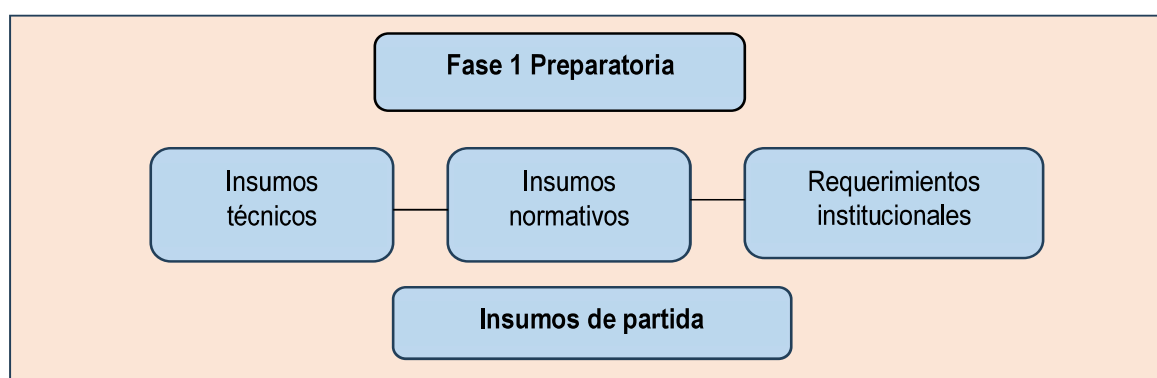 Fase 1 Preparatoria
Insumos
técnicos
Insumos
normativos
Requerimientos
institucionales
Insumos de partida